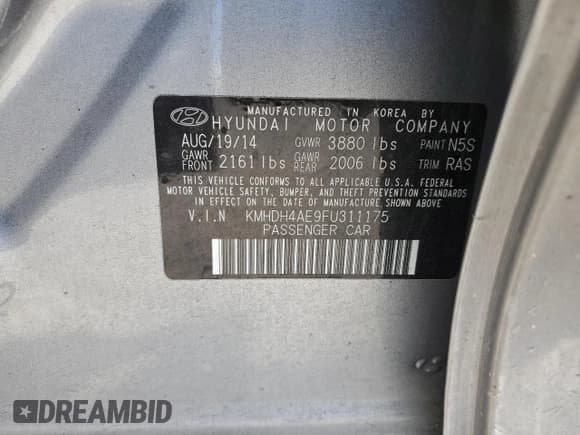 MANUFACTURED IN KOREA BY
HYUNDAI MOTOR COMPANY
AUG/19/14 GVWR 3880 lbs PAINT N5S
GAWR FRONT 2161 lbs GAWR REAR 2006 lbs TRIM RAS
THIS VEHICLE CONFORMS TO ALL APPLICABLE U.S.A. FEDERAL
MOTOR VEHICLE SAFETY, BUMPER, AND THEFT PREVENTION STANDARDS
IN EFFECT ON THE DATE OF MANUFACTURE SHOWN ABOVE.
V.I.N KMHDH4AE9FU311175
PASSENGER CAR
DREAMBID